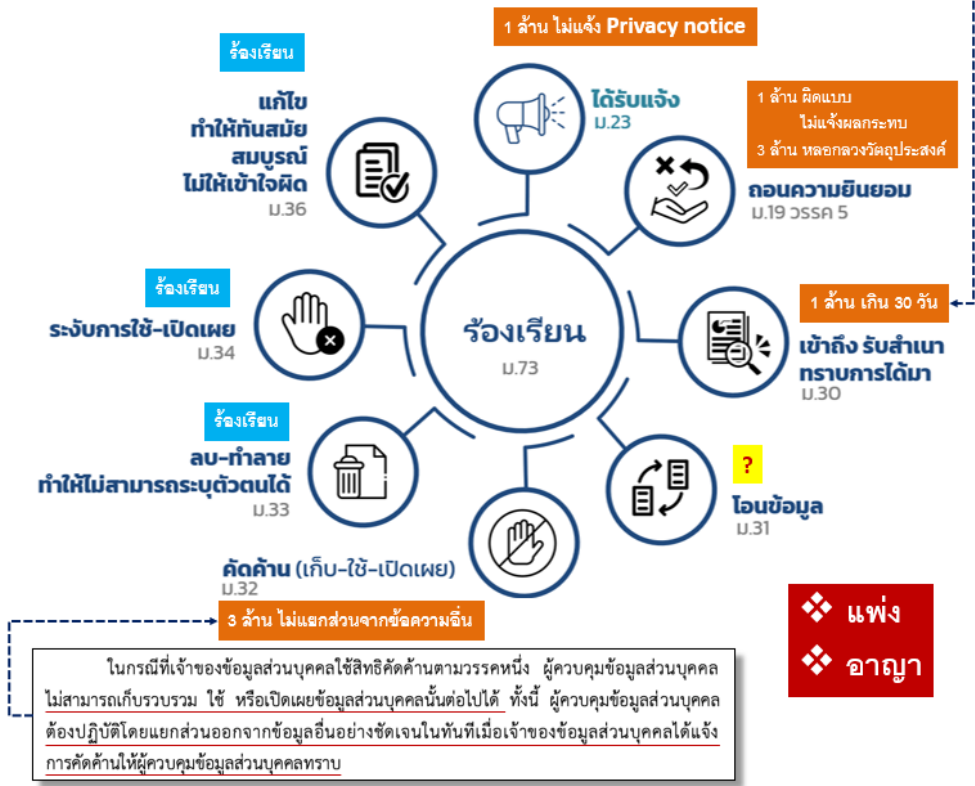 1 ล้าน ไม่แจ้ง Privacy notice
ร้องเรียน
แก้ไข
ทำให้ทันสมัย
สมบูรณ์
ไม่ให้เข้าใจผิด
ม.36
ได้รับแจ้ง
ม.23
1 ล้าน ผิดแบบ
ไม่แจ้งผลกระทบ
3 ล้าน หลอกลวงวัตถุประสงค์
ถอนความยินยอม
ม.19 วรรค 5
ร้องเรียน
ระงับการใช้-เปิดเผย
ม.34
ร้องเรียน
ม.73
1 ล้าน เกิน 30 วัน
เข้าถึง รับสำเนา
ทราบการได้มา
ม.30
ร้องเรียน
ลบ-ทำลาย
ทำให้ไม่สามารถระบุตัวตนได้
ม.33
?
โอนข้อมูล
ม.31
คัดค้าน (เก็บ-ใช้-เปิดเผย)
ม.32
3 ล้าน ไม่แยกส่วนจากข้อความอื่น
❖ แพ่ง
❖ อาญา
ในกรณีที่เจ้าของข้อมูลส่วนบุคคลใช้สิทธิคัดค้านตามวรรคหนึ่ง ผู้ควบคุมข้อมูลส่วนบุคคล
ไม่สามารถเก็บรวบรวม ใช้ หรือเปิดเผยข้อมูลส่วนบุคคลนั้นต่อไปได้ ทั้งนี้ ผู้ควบคุมข้อมูลส่วนบุคคล
ต้องปฏิบัติโดยแยกส่วนออกจากข้อมูลอื่นอย่างชัดเจนในทันทีเมื่อเจ้าของข้อมูลส่วนบุคคลได้แจ้ง
การคัดค้านให้ผู้ควบคุมข้อมูลส่วนบุคคลทราบ